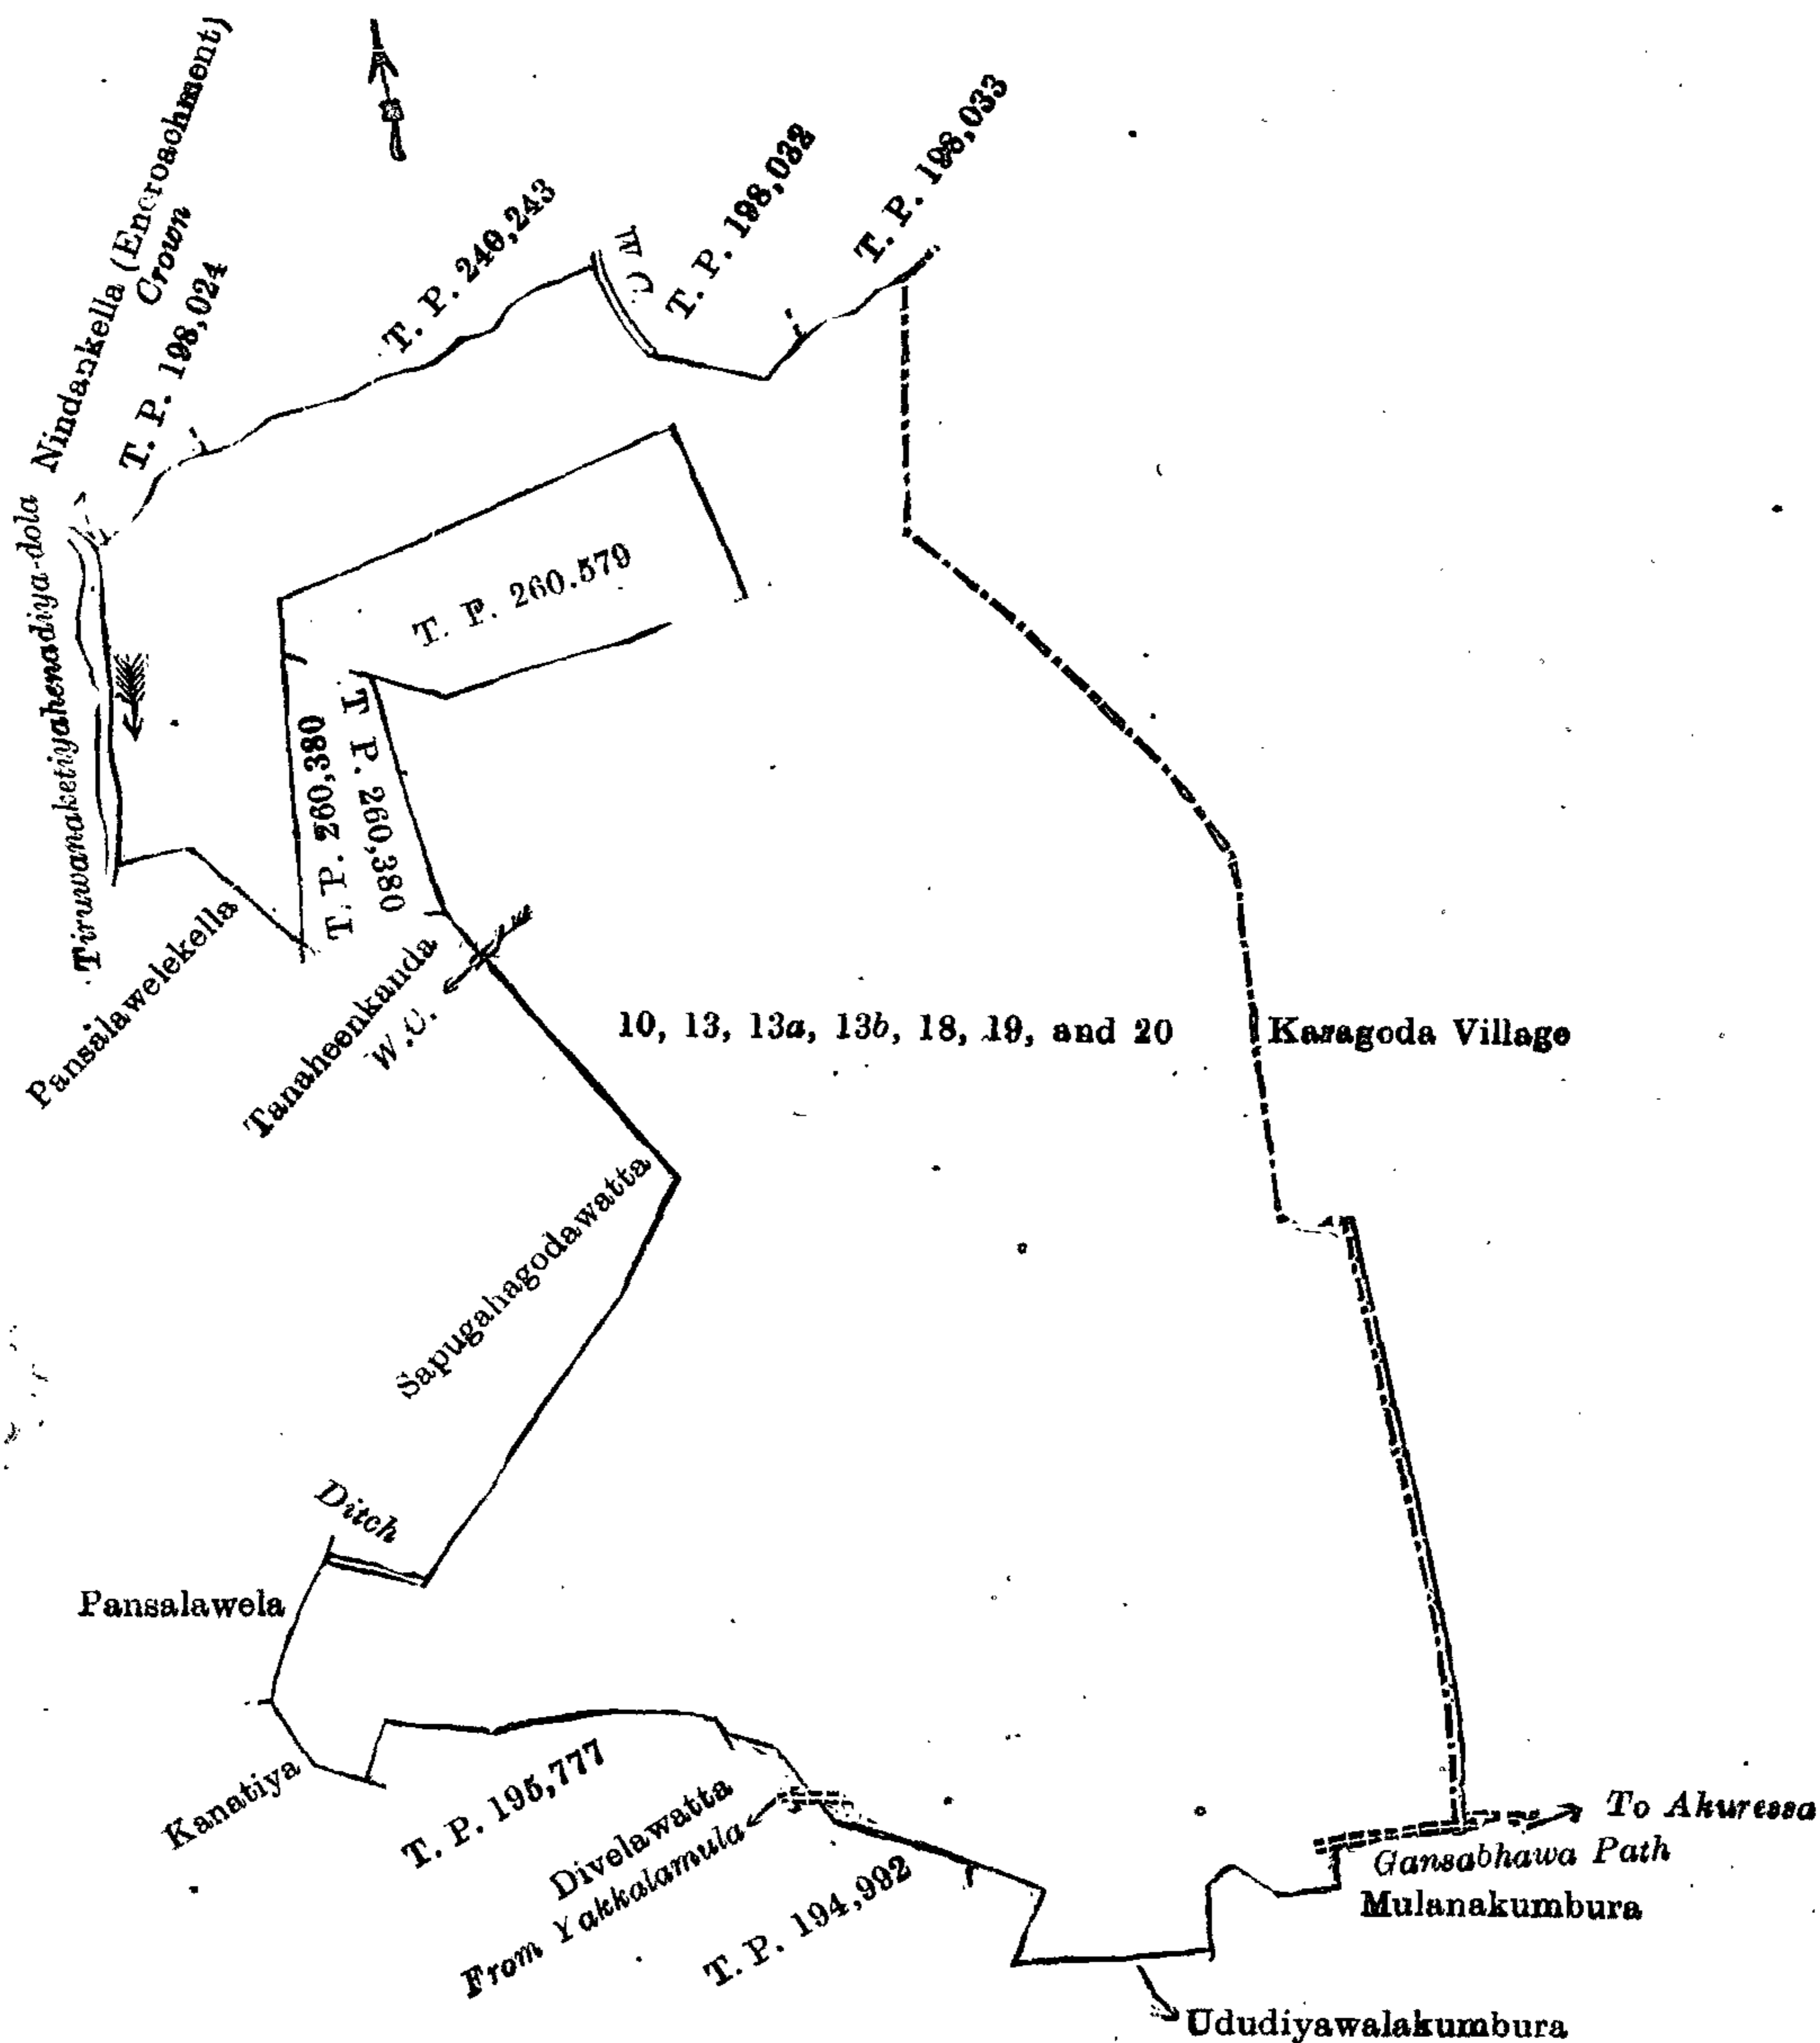 Nindankella (Encroachment)
Crown
T. P. 198,024
T. P. 240,243
W C.
T. P. 198,032
T. P. 198,033
Tiruwanaketiyahenadiya-dola
T. P. 260.579
T. P. 260,380
T P. 260,380
Pansalawelekella
Tanaheenkanda
W.C.
10, 13, 13a, 13b, 18, 19, and 20
Karagoda Village
Sapugahagodawatta
Ditch
Pansalawela
Kanatiya
T. P. 195,777
Divelawatta
From Yakkalamula
T. P. 194,992
To Akuressa
Gansabhawa Path
Mulanakumbura
Ududiyawalakumbura